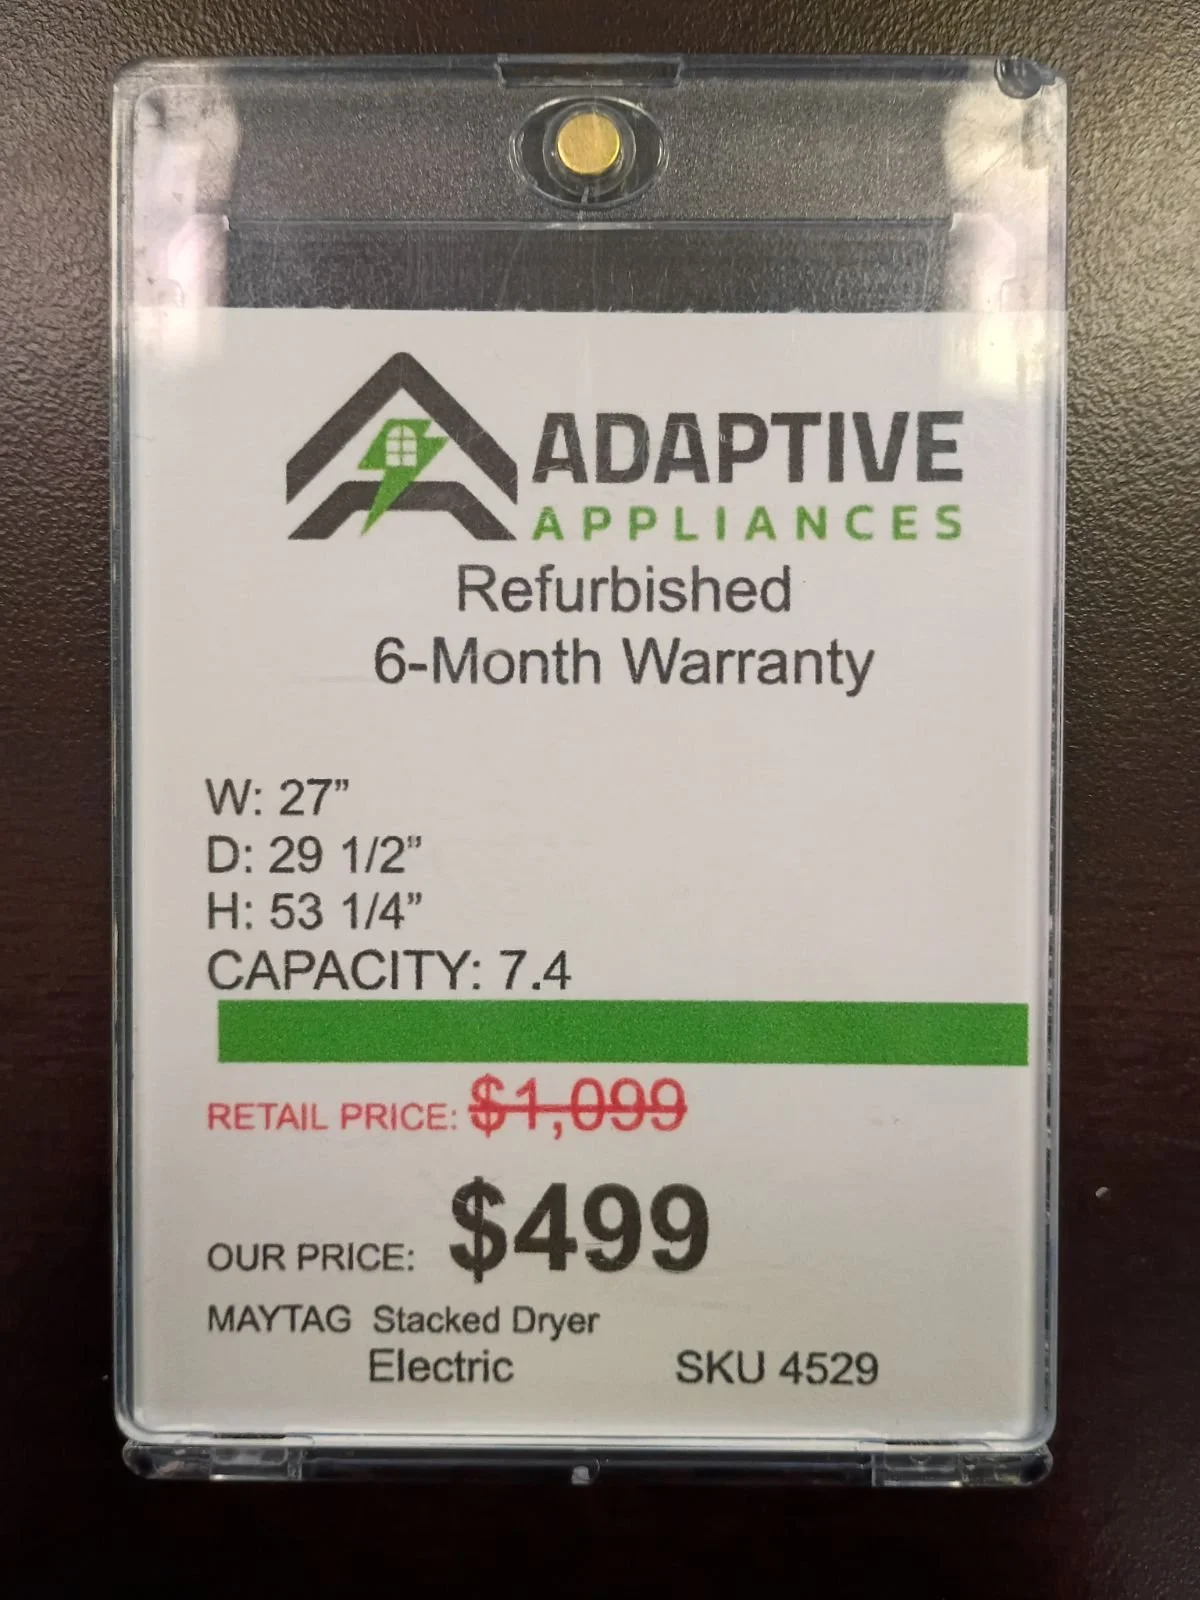 ADAPTIVE
APPLIANCES
Refurbished
6-Month Warranty
W: 27”
D: 29 1/2”
H: 53 1/4”
CAPACITY: 7.4
RETAIL PRICE: $1,099
OUR PRICE: $499
MAYTAG Stacked Dryer
Electric SKU 4529